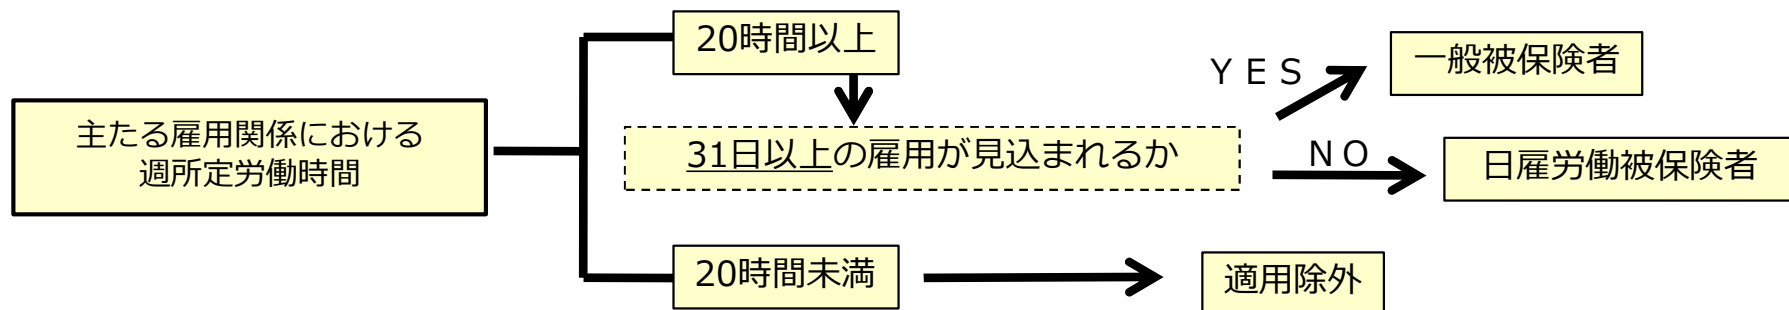 20時間以上
YES
一般被保険者
主たる雇用関係における
週所定労働時間
31日以上の雇用が見込まれるか
NO
日雇労働被保険者
20時間未満
適用除外